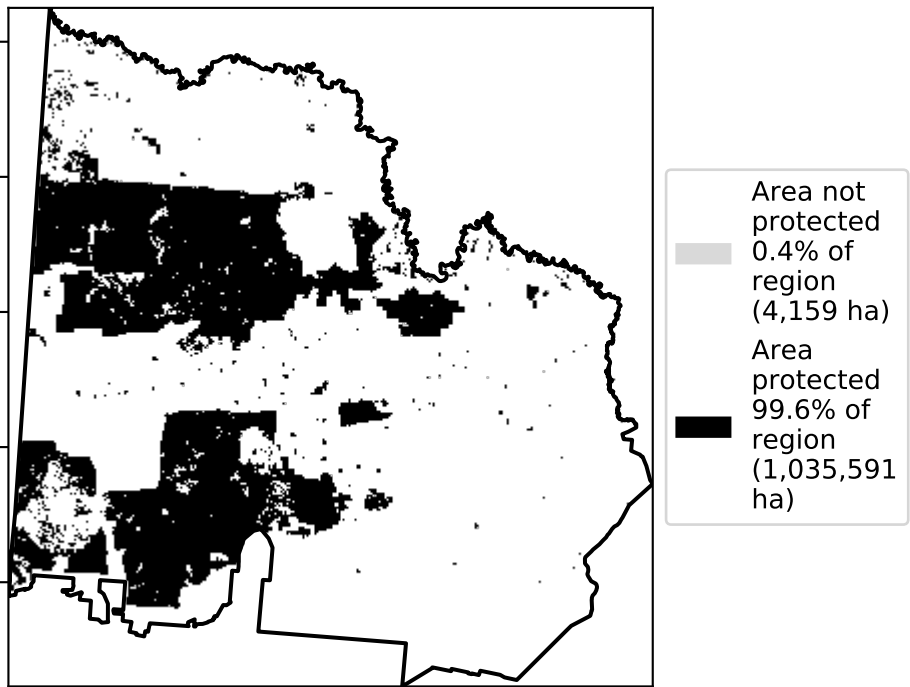 Area not
protected
0.4% of
region
(4,159 ha)
Area
protected
99.6% of
region
(1,035,591
ha)